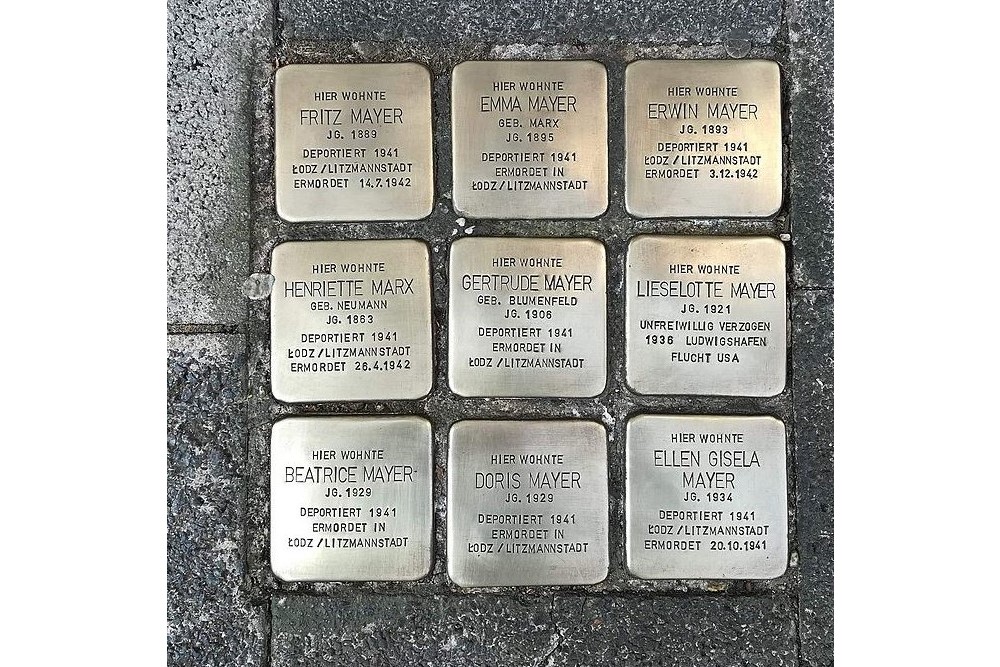 HIER WOHNTE
FRITZ MAYER
JG. 1889
DEPORTIERT 1941
ŁODZ/LITZMANNSTADT
ERMORDET 14.7.1942
HIER WOHNTE
EMMA MAYER
GEB. MARX
JG. 1895
DEPORTIERT 1941
ERMORDET IN
ŁODZ/LITZMANNSTADT
HIER WOHNTE
ERWIN MAYER
JG. 1893
DEPORTIERT 1941
ŁODZ/LITZMANNSTADT
ERMORDET 3.12.1942
HIER WOHNTE
HENRIETTE MARX
GEB. NEUMANN
JG. 1863
DEPORTIERT 1941
ŁODZ/LITZMANNSTADT
ERMORDET 26.4.1942
HIER WOHNTE
GERTRUDE MAYER
GEB. BLUMENFELD
JG. 1906
DEPORTIERT 1941
ERMORDET IN
ŁODZ/LITZMANNSTADT
HIER WOHNTE
LIESELOTTE MAYER
JG. 1921
UNFREIWILLIG VERZOGEN
1936 LUDWIGSHAFEN
FLUCHT USA
HIER WOHNTE
BEATRICE MAYER
JG. 1929
DEPORTIERT 1941
ERMORDET IN
ŁODZ/LITZMANNSTADT
HIER WOHNTE
DORIS MAYER
JG. 1929
DEPORTIERT 1941
ERMORDET IN
ŁODZ/LITZMANNSTADT
HIER WOHNTE
ELLEN GISELA
MAYER
JG. 1934
DEPORTIERT 1941
ŁODZ/LITZMANNSTADT
ERMORDET 20.10.1941